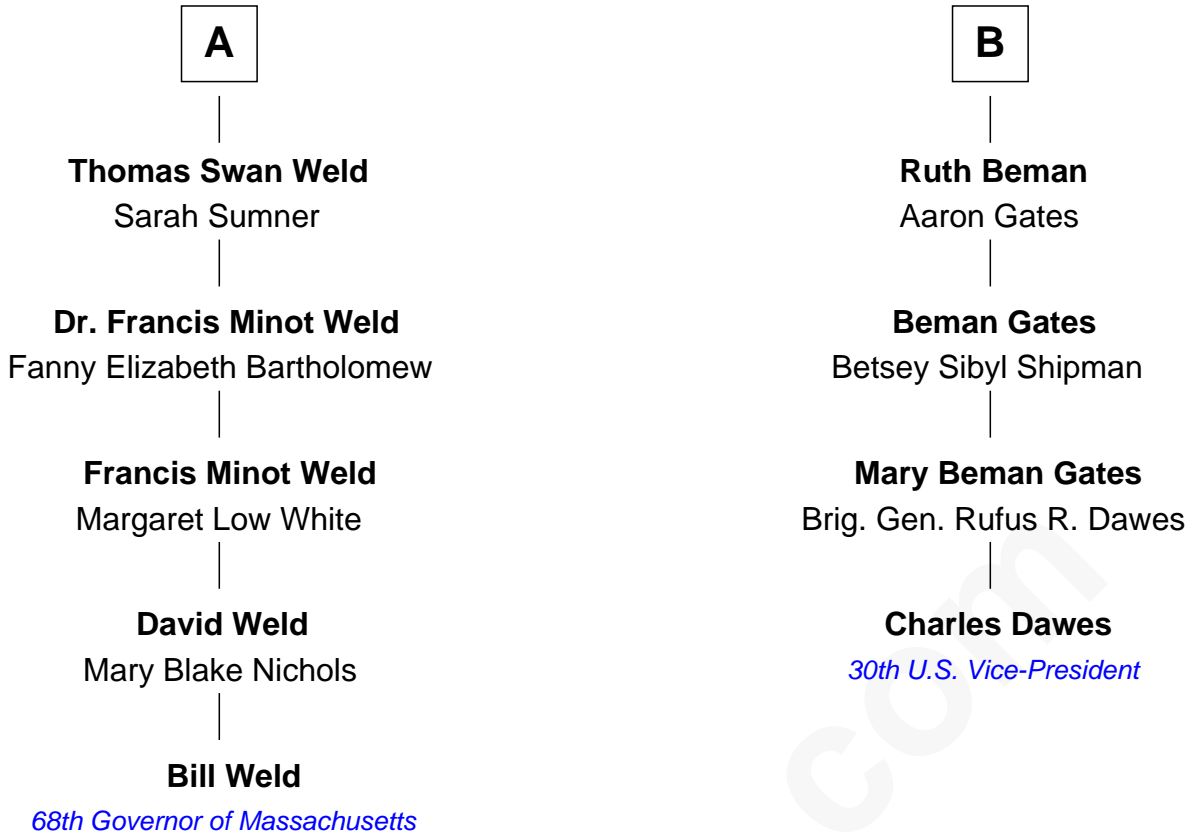 A
Thomas Swan Weld
Sarah Sumner
Dr. Francis Minot Weld
Fanny Elizabeth Bartholomew
Francis Minot Weld
Margaret Low White
David Weld
Mary Blake Nichols
Bill Weld
68th Governor of Massachusetts
B
Ruth Beman
Aaron Gates
Beman Gates
Betsey Sibyl Shipman
Mary Beman Gates
Brig. Gen. Rufus R. Dawes
Charles Dawes
30th U.S. Vice-President
com